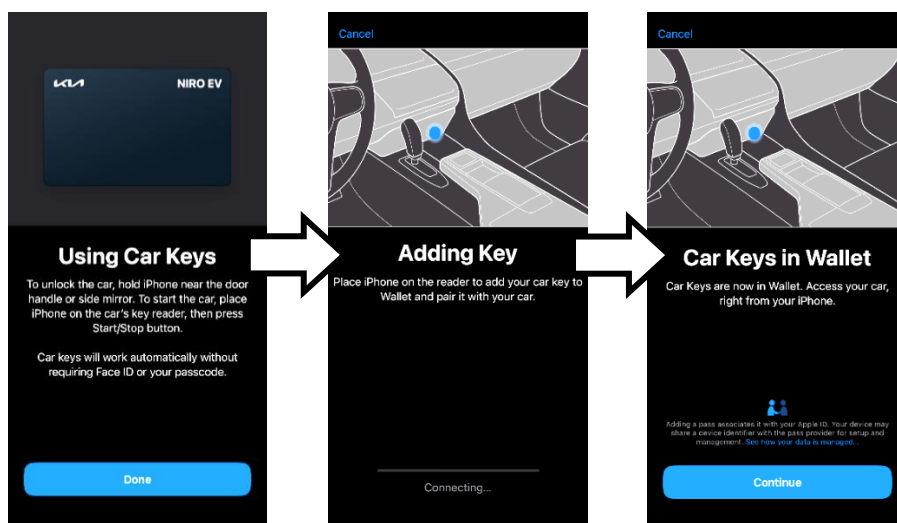 KIA
NIRO EV
Using Car Keys
To unlock the car, hold iPhone near the door
handle or side mirror. To start the car, place
iPhone on the car's key reader, then press
Start/Stop button.
Car keys will work automatically without
requiring Face ID or your passcode.
Done
Cancel
Adding Key
Place iPhone on the reader to add your car key to
Wallet and pair it with your car.
Connecting...
Cancel
Car Keys in Wallet
Car Keys are now in Wallet. Access your car,
right from your iPhone.
Adding a pass associates it with your Apple ID. Your device may
share a device identifier with the pass provider for setup and
management. See how your data is managed...
Continue